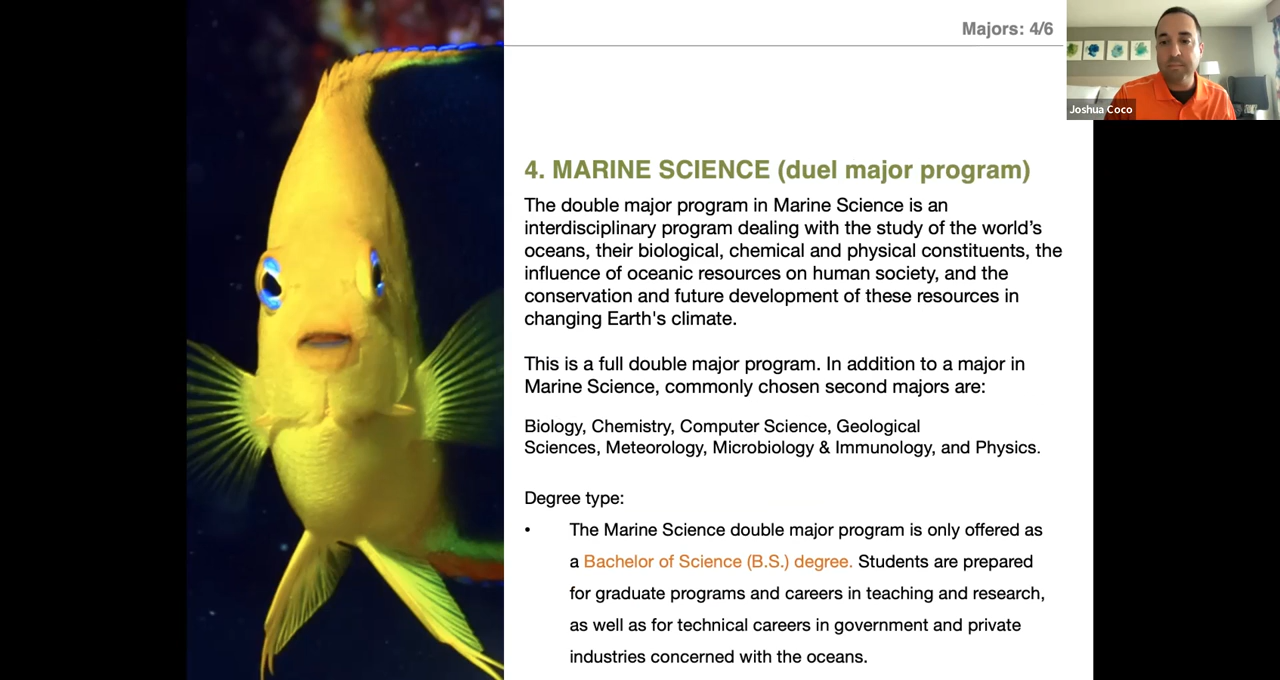 Majors: 4/6
Joshua Coco
4. MARINE SCIENCE (duel major program)
The double major program in Marine Science is an
interdisciplinary program dealing with the study of the world’s
oceans, their biological, chemical and physical constituents, the
influence of oceanic resources on human society, and the
conservation and future development of these resources in
changing Earth's climate.
This is a full double major program. In addition to a major in
Marine Science, commonly chosen second majors are:
Biology, Chemistry, Computer Science, Geological
Sciences, Meteorology, Microbiology & Immunology, and Physics.
Degree type:
• The Marine Science double major program is only offered as
a Bachelor of Science (B.S.) degree. Students are prepared
for graduate programs and careers in teaching and research,
as well as for technical careers in government and private
industries concerned with the oceans.